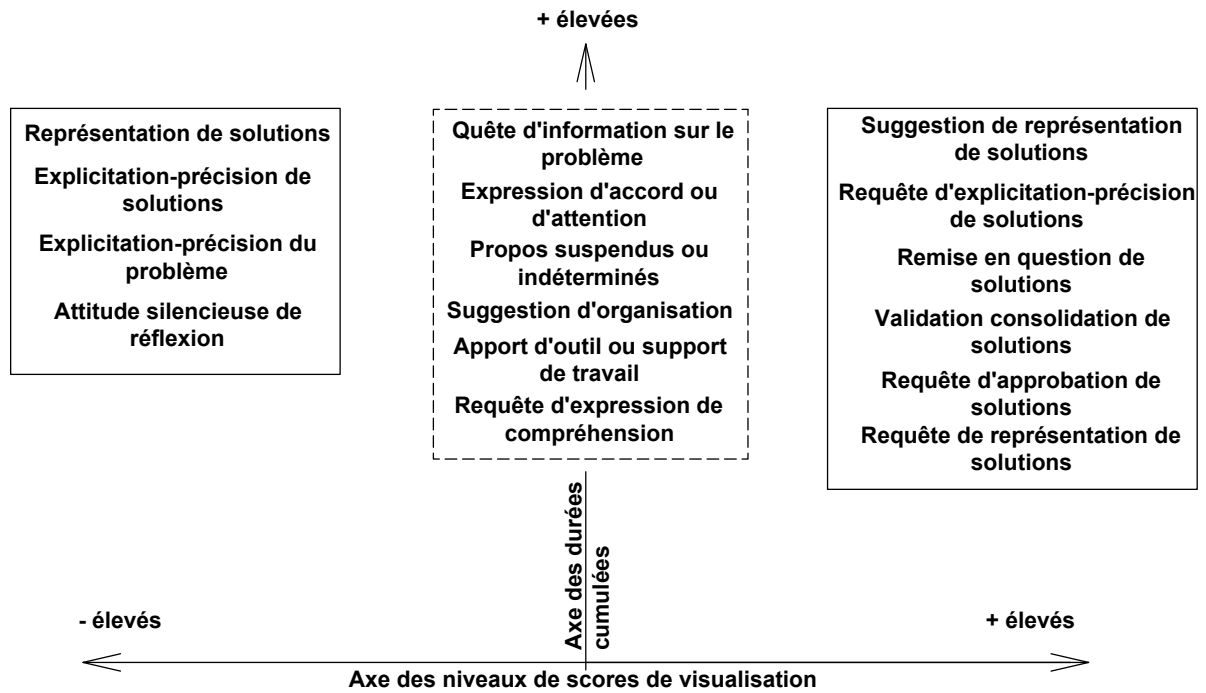 + élevées
Représentation de solutions
Explicitation-précision de
solutions
Explicitation-précision du
problème
Attitude silencieuse de
réflexion
Quête d'information sur le
problème
Expression d'accord ou
d'attention
Propos suspendus ou
indéterminés
Suggestion d'organisation
Apport d'outil ou support
de travail
Requête d'expression de
compréhension
Suggestion de représentation
de solutions
Requête d'explicitation-précision
de solutions
Remise en question de
solutions
Validation consolidation de
solutions
Requête d'approbation de
solutions
Requête de représentation de
solutions
Axe des durées
cumulées
- élevés
+ élevés
Axe des niveaux de scores de visualisation